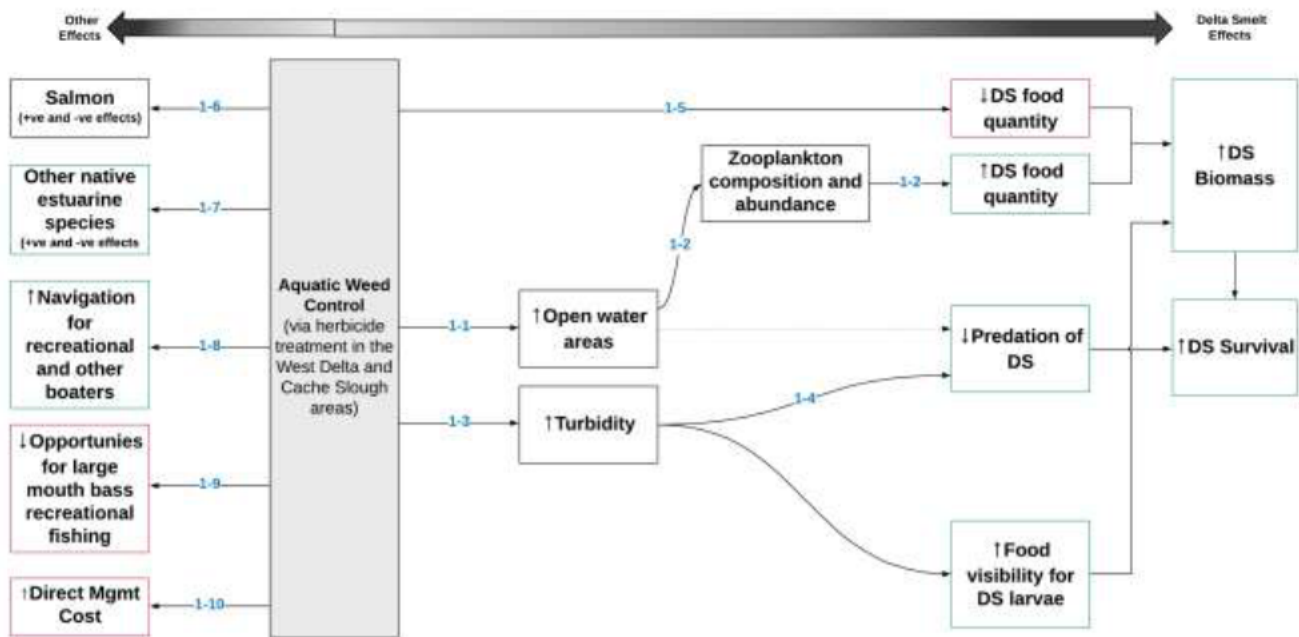 Other
Effects
Delta Smelt
Effects
Salmon
(+ve and -ve effects)
1-6
Other native
estuarine
species
(+ve and -ve effects
1-7
↑Navigation for
recreational
and other
boaters
1-8
↓Opportunies
for large
mouth bass
recreational
fishing
1-9
↑Direct Mgmt
Cost
1-10
Aquatic Weed
Control
(via herbicide
treatment in the
West Delta and
Cache Slough
areas)
1-5
1-1
1-3
↑Open water
areas
↑Turbidity
1-2
Zooplankton
composition and
abundance
1-2
1-4
↓DS food
quantity
↑DS food
quantity
↓Predation of
DS
↑Food
visibility for
DS larvae
↑DS
Biomass
↑DS Survival